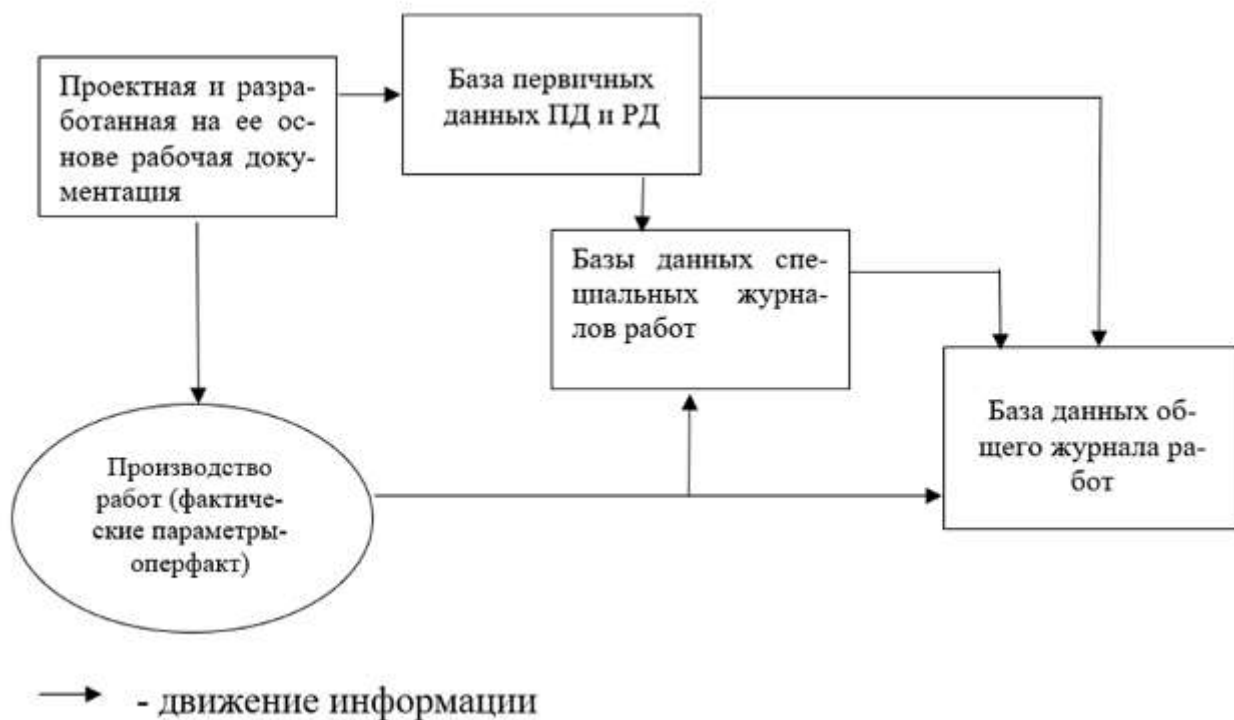 Проектная и разра-
ботанная на ее ос-
нове рабочая доку-
ментация
База первичных
данных ПД и РД
Базы данных спе-
циальных журна-
лов работ
База данных об-
щего журнала ра-
бот
Производство
работ (фактиче-
ские параметры-
оперфакт)
- движение информации